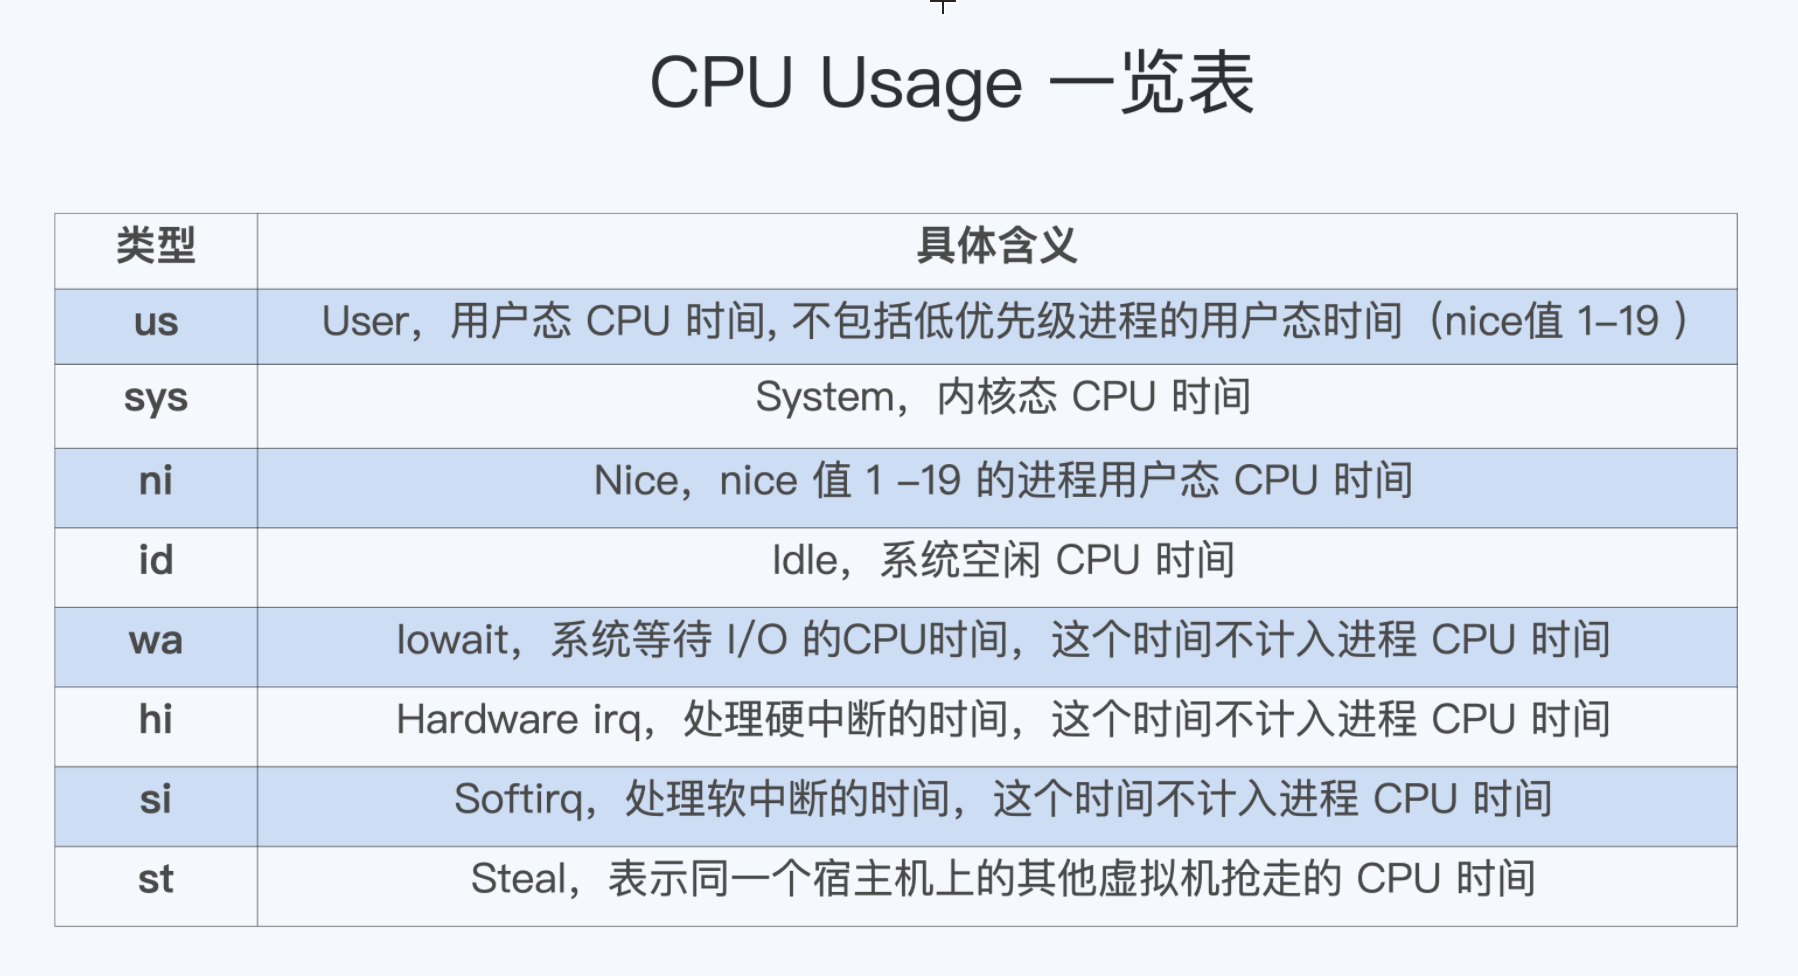 CPU Usage 一览表
类型 具体含义
us User，用户态 CPU 时间, 不包括低优先级进程的用户态时间（nice值 1–19 ）
sys System，内核态 CPU 时间
ni Nice，nice 值 1 –19 的进程用户态 CPU 时间
id Idle，系统空闲 CPU 时间
wa Iowait，系统等待 I/O 的CPU时间，这个时间不计入进程 CPU 时间
hi Hardware irq，处理硬中断的时间，这个时间不计入进程 CPU 时间
si Softirq，处理软中断的时间，这个时间不计入进程 CPU 时间
st Steal，表示同一个宿主机上的其他虚拟机抢走的 CPU 时间